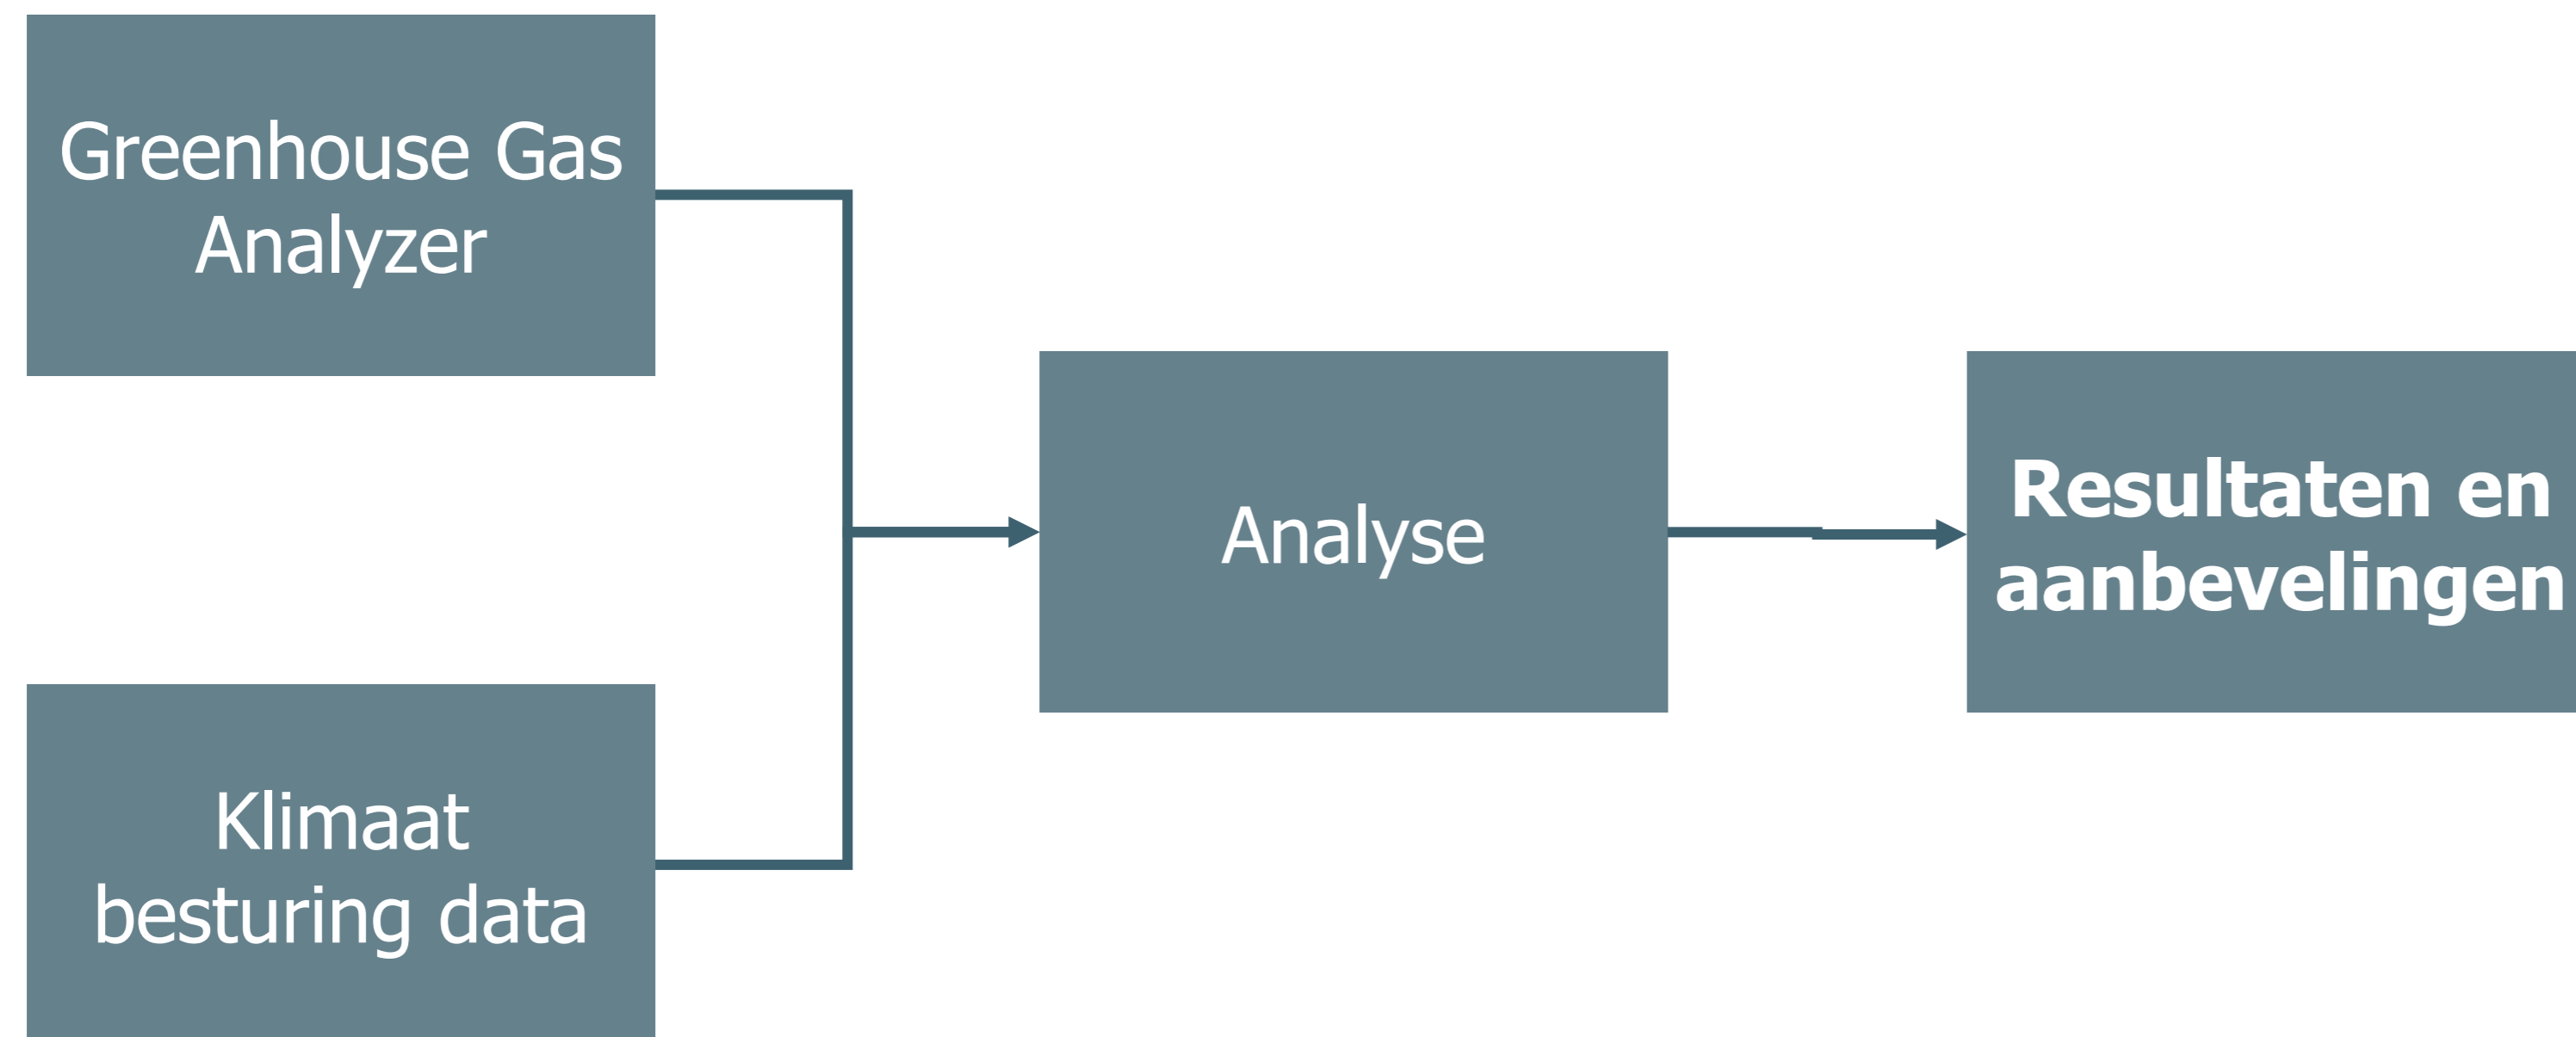 Greenhouse Gas
Analyzer
Klimaat
besturing data
Analyse
Resultaten en
aanbevelingen